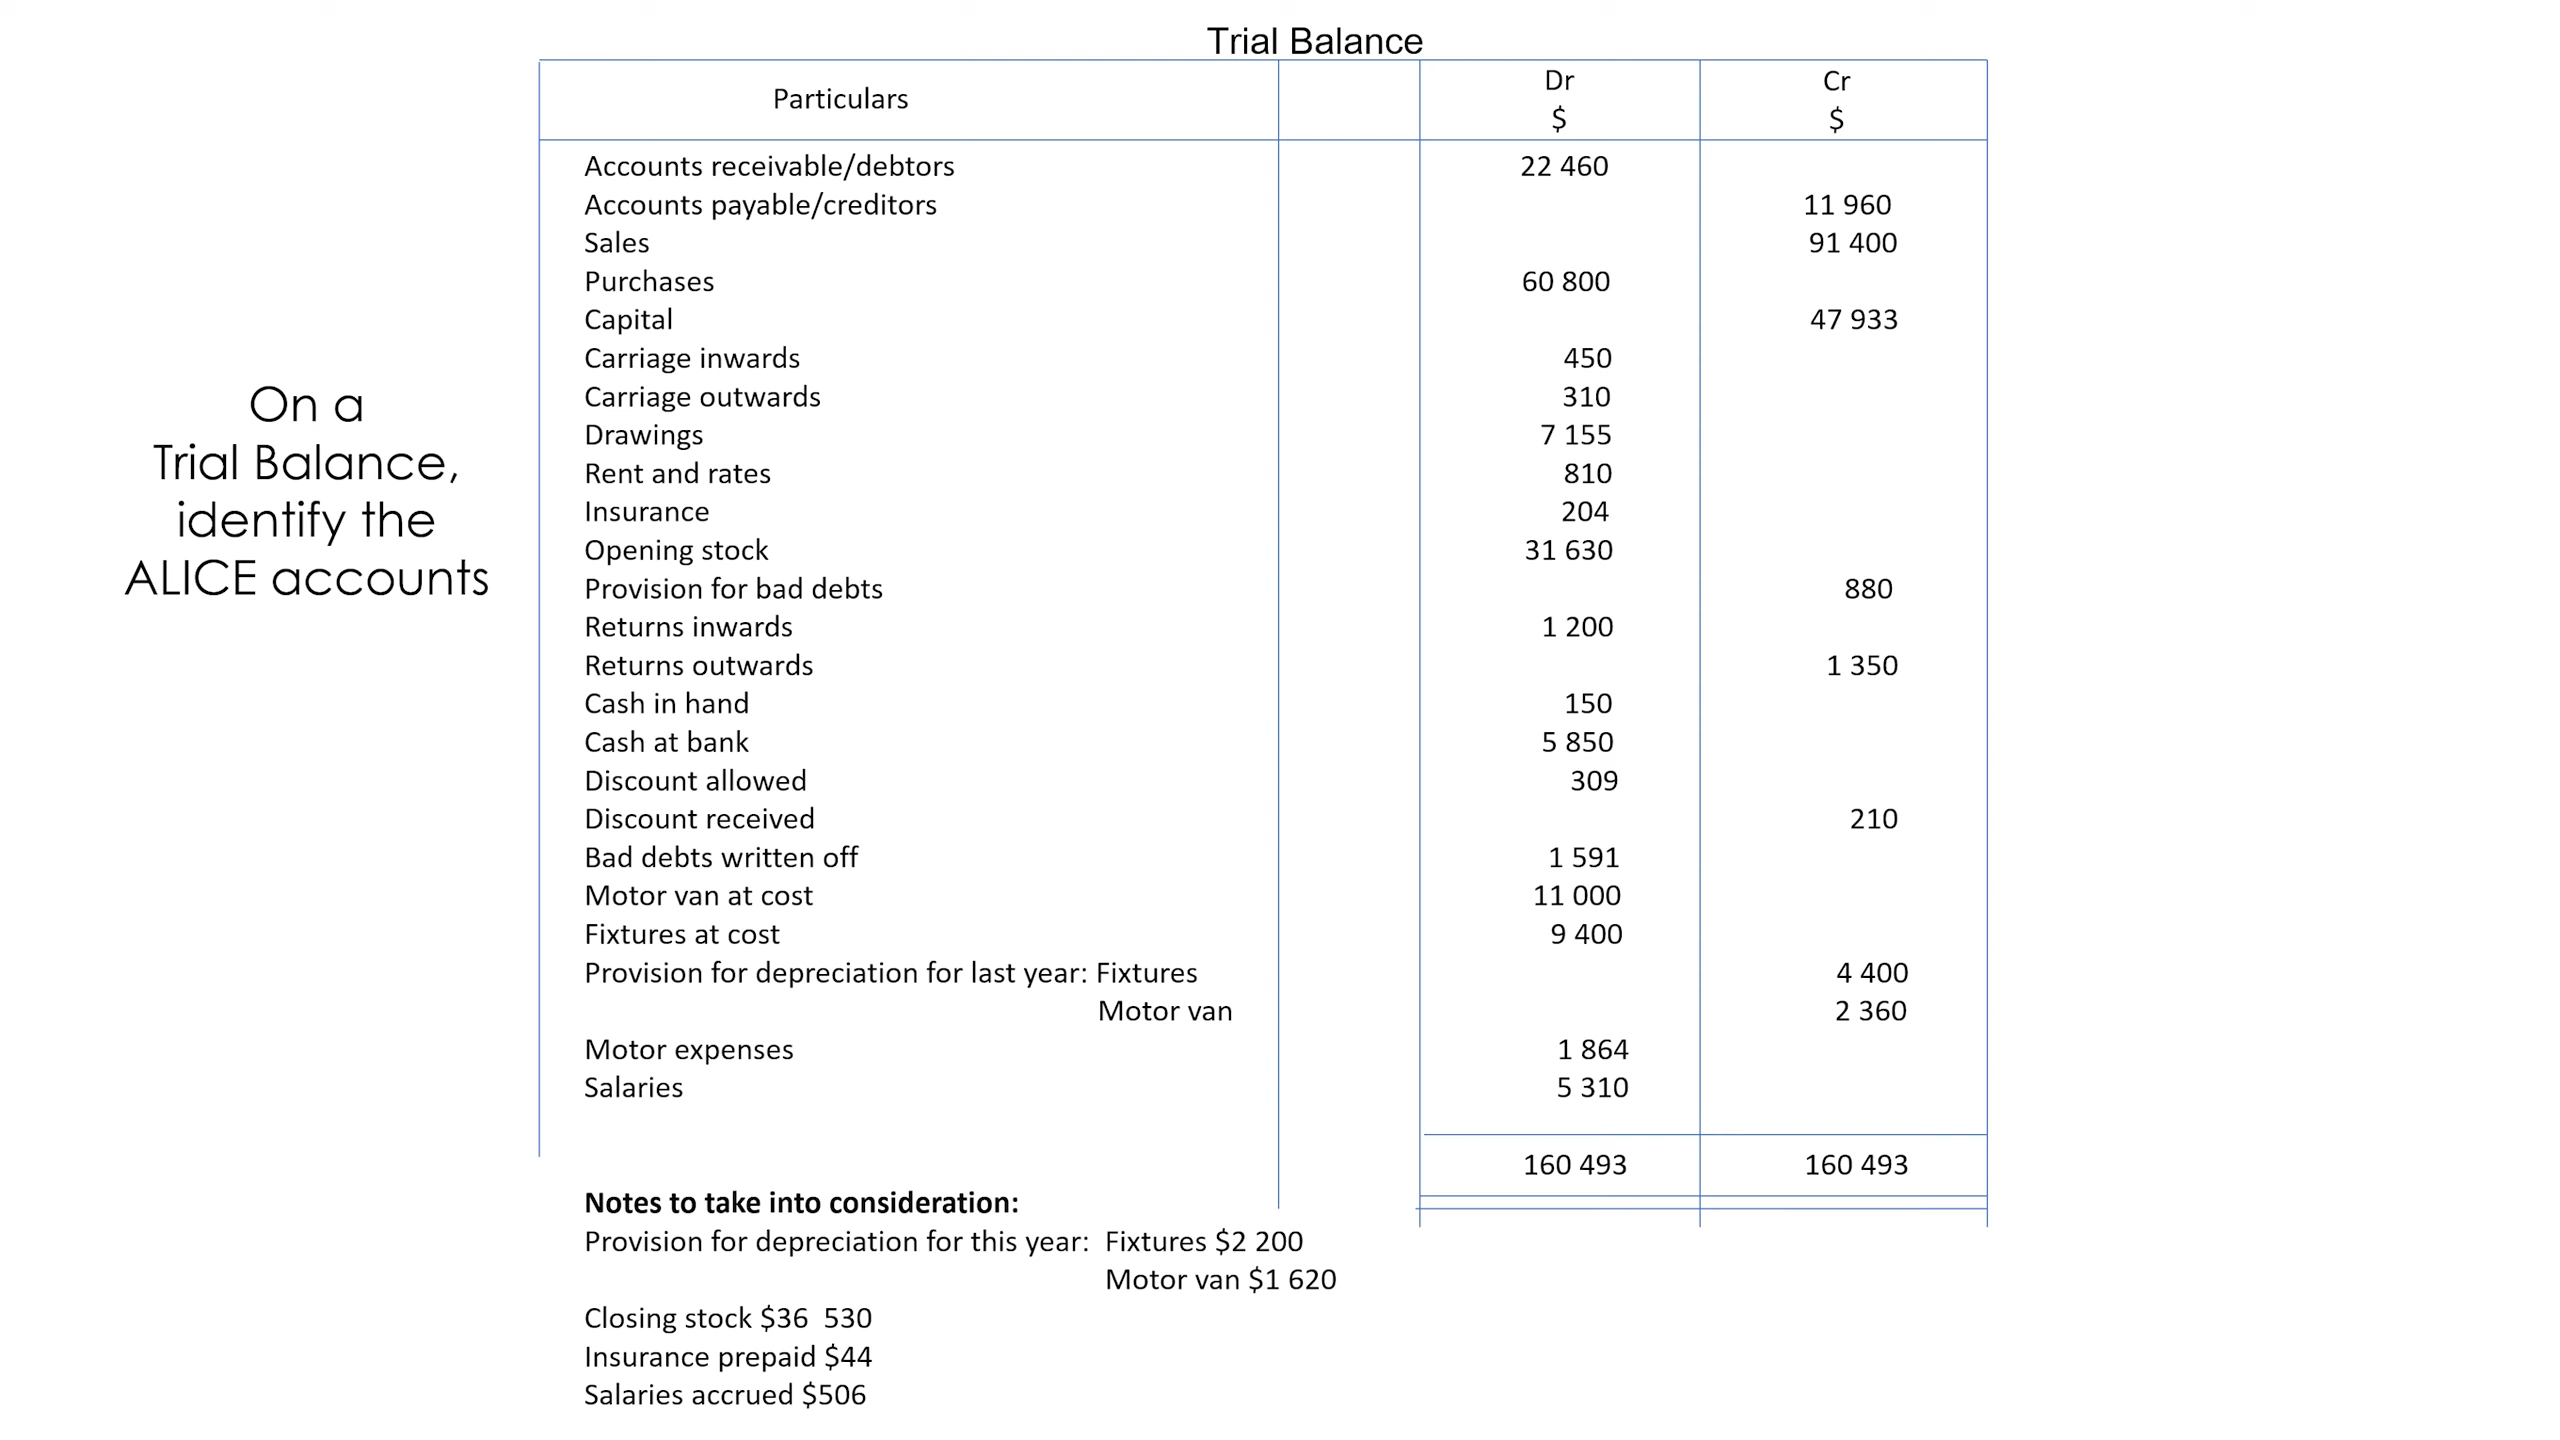 Trial Balance
Particulars Dr Cr
$ $
Accounts receivable/debtors 22 460
Accounts payable/creditors 11 960
Sales 91 400
Purchases 60 800
Capital 47 933
Carriage inwards 450
Carriage outwards 310
Drawings 7 155
Rent and rates 810
Insurance 204
Opening stock 31 630
Provision for bad debts 880
Returns inwards 1 200
Returns outwards 1 350
Cash in hand 150
Cash at bank 5 850
Discount allowed 309
Discount received 210
Bad debts written off 1 591
Motor van at cost 11 000
Fixtures at cost 9 400
Provision for depreciation for last year: Fixtures 4 400
Motor van 2 360
Motor expenses 1 864
Salaries 5 310
160 493 160 493
Notes to take into consideration:
Provision for depreciation for this year: Fixtures $2 200
Motor van $1 620
Closing stock $36 530
Insurance prepaid $44
Salaries accrued $506
On a
Trial Balance,
identify the
ALICE accounts